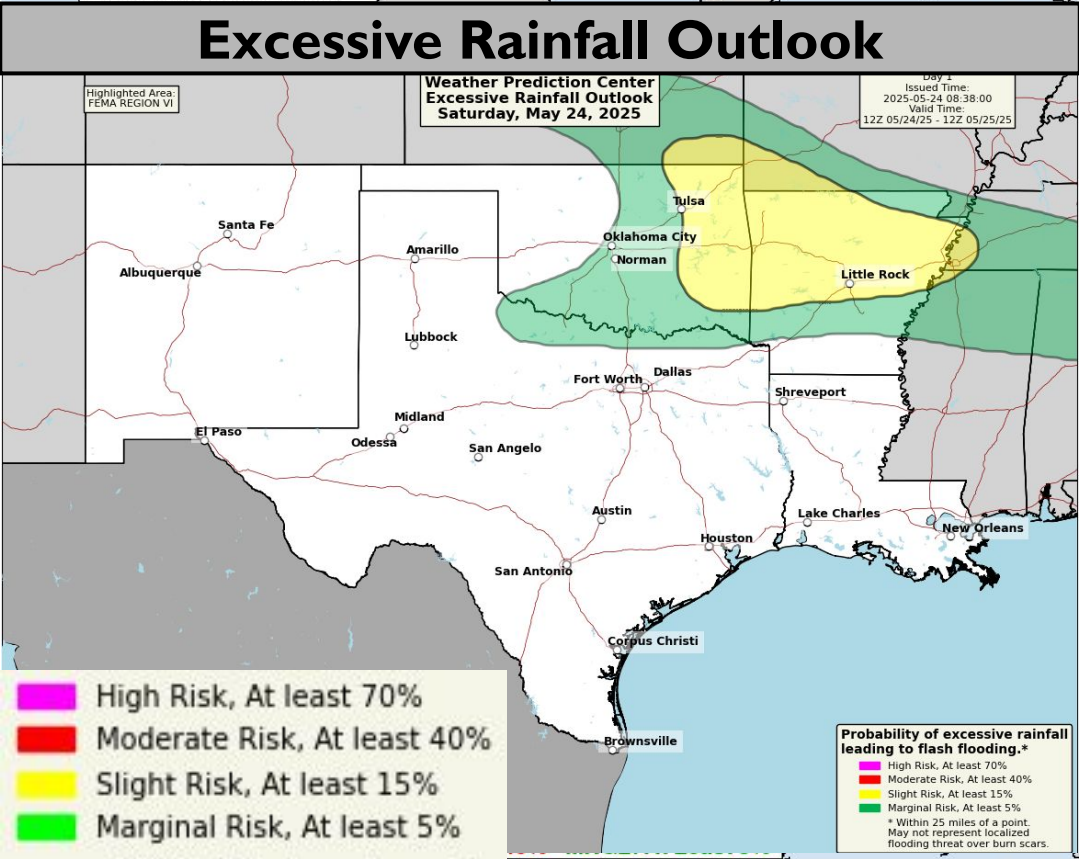 Excessive Rainfall Outlook
Highlighted Area:
FEMA REGION VI
Weather Prediction Center
Excessive Rainfall Outlook
Saturday, May 24, 2025
Day 1
Issued Time:
2025-05-24 08:38:00
Valid Time:
12Z 05/24/25 - 12Z 05/25/25
Tulsa
Santa Fe
Oklahoma City
Amarillo
Norman
Albuquerque
Little Rock
Lubbock
Dallas
Fort Worth
Shreveport
Midland
El Paso
Odessa
San Angelo
Austin
Lake Charles
New Orleans
Houston
San Antonio
Corpus Christi
Brownsville
High Risk, At least 70%
Moderate Risk, At least 40%
Slight Risk, At least 15%
Marginal Risk, At least 5%
Probability of excessive rainfall
leading to flash flooding.*
High Risk, At least 70%
Moderate Risk, At least 40%
Slight Risk, At least 15%
Marginal Risk, At least 5%
* Within 25 miles of a point.
May not represent localized
flooding threat over burn scars.